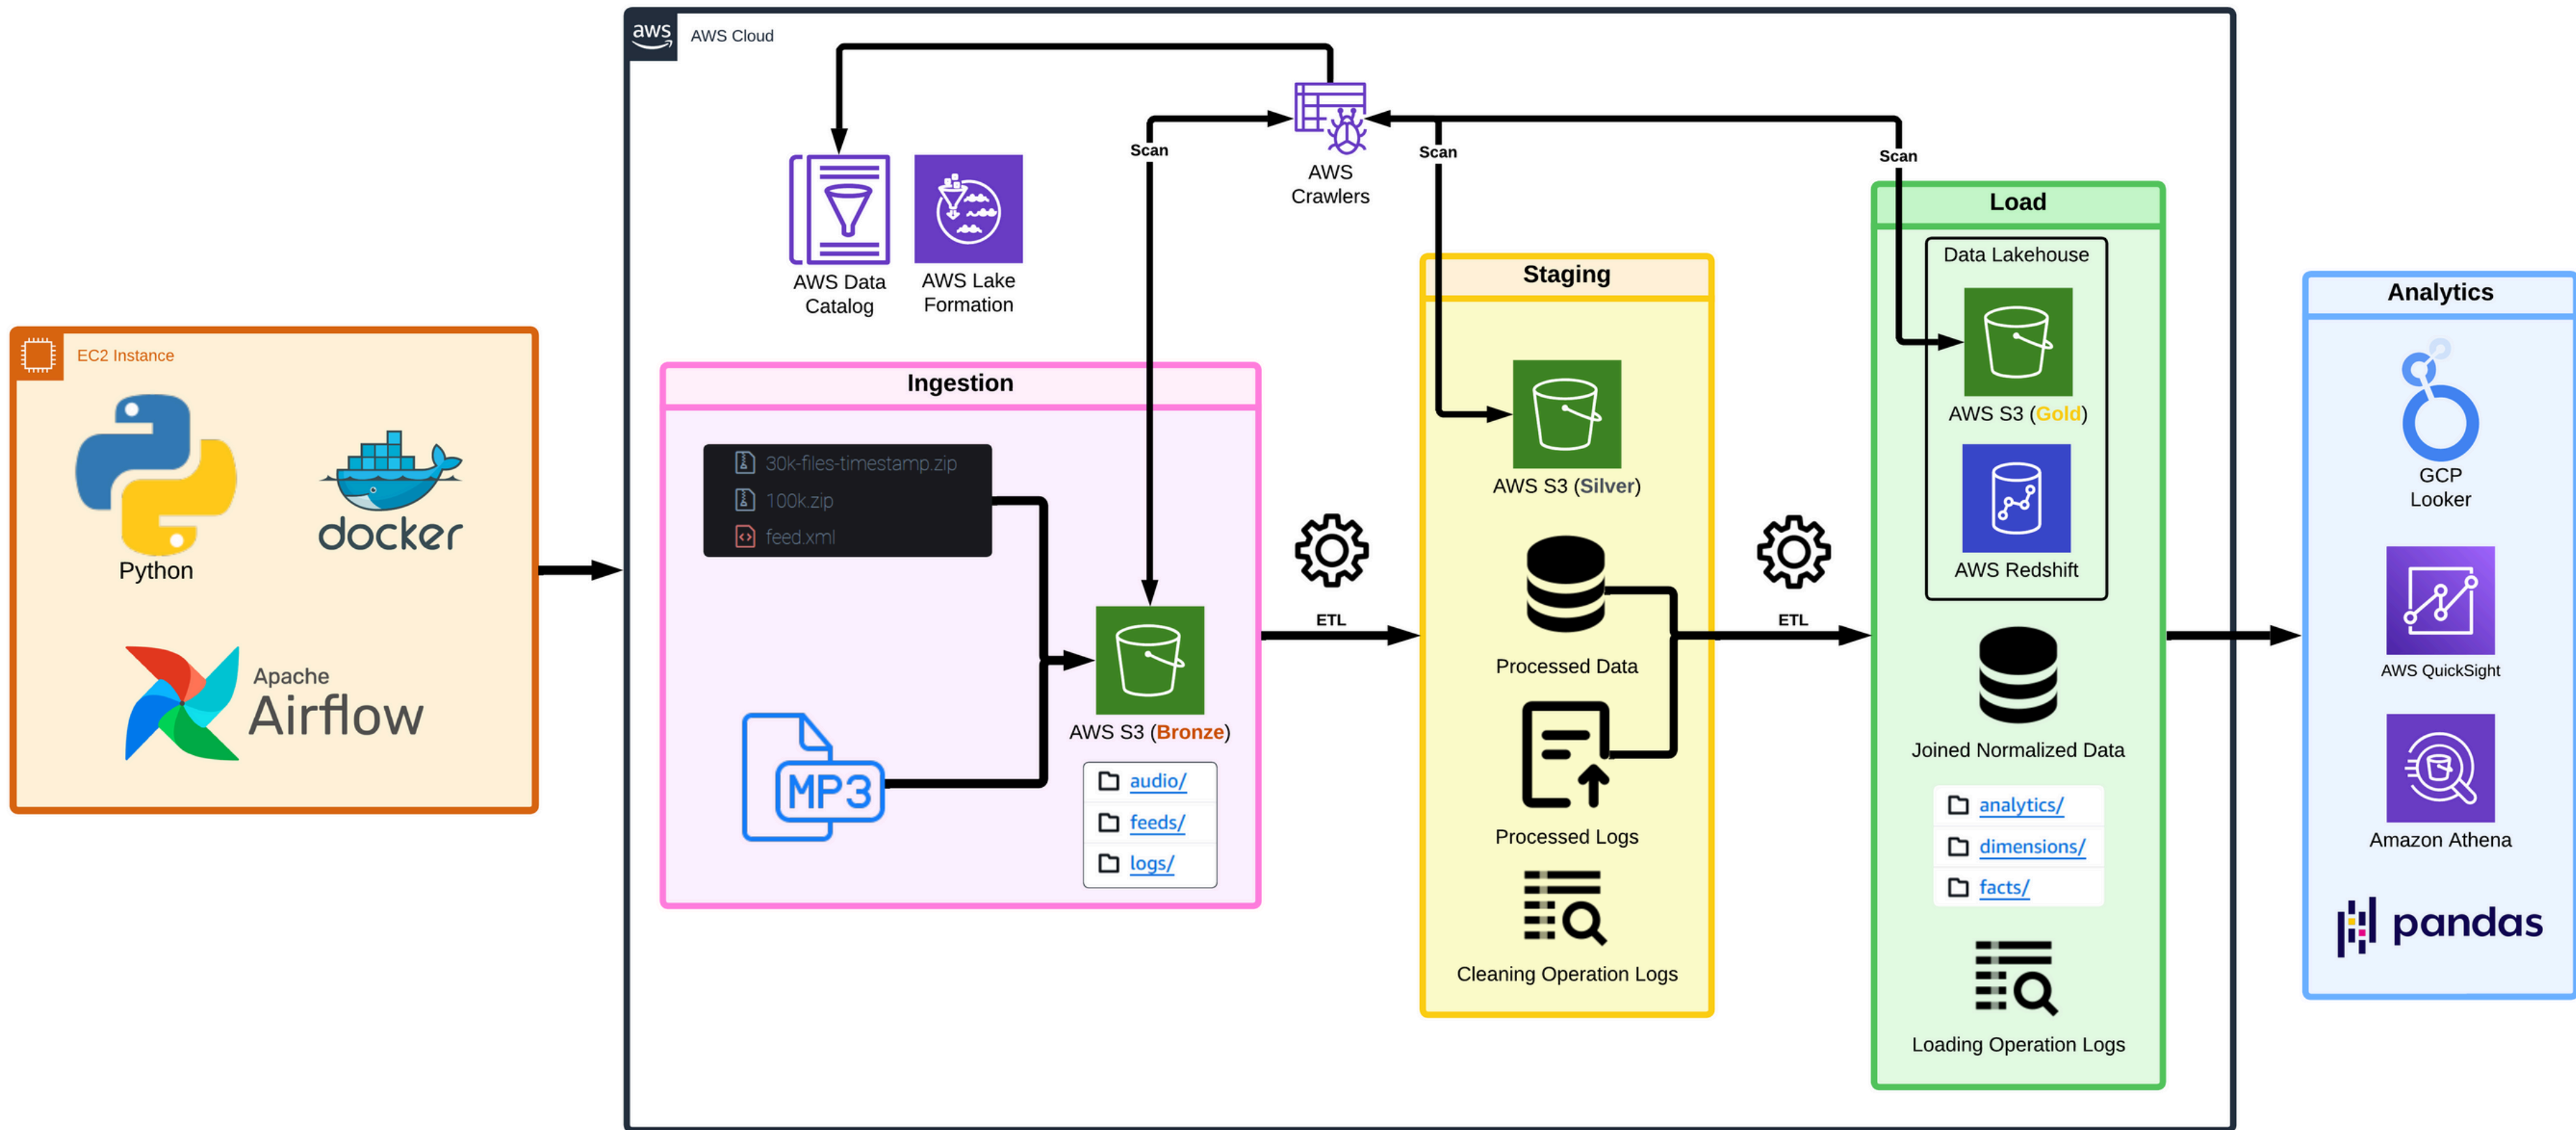 aws
AWS Cloud
AWS
Crawlers
Scan
Scan
Scan
AWS Data
Catalog
AWS Lake
Formation
EC2 Instance
Python
docker
Apache
Airflow
Ingestion
30k-files-timestamp.zip
100k.zip
feed.xml
MP3
AWS S3 (Bronze)
audio/
feeds/
logs/
ETL
Staging
AWS S3 (Silver)
Processed Data
Processed Logs
Cleaning Operation Logs
ETL
Load
Data Lakehouse
AWS S3 (Gold)
AWS Redshift
Joined Normalized Data
analytics/
dimensions/
facts/
Loading Operation Logs
Analytics
GCP
Looker
AWS QuickSight
Amazon Athena
pandas